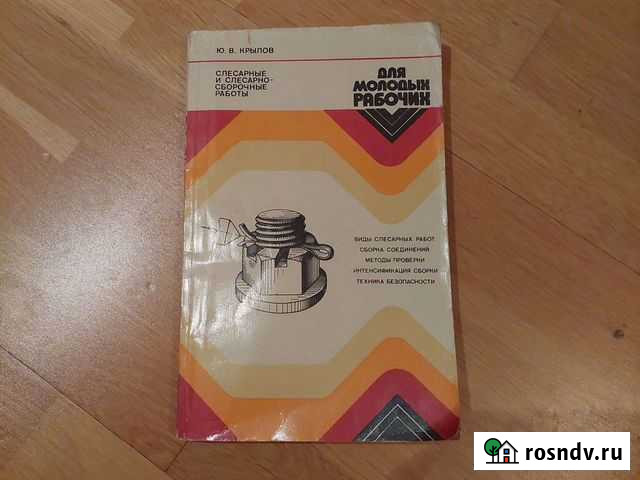 Ю. В. КРЫЛОВ
СЛЕСАРНЫЕ
И СЛЕСАРНО-
СБОРОЧНЫЕ
РАБОТЫ
ДЛЯ
МОЛОДЫХ
РАБОЧИХ
ВИДЫ СЛЕСАРНЫХ РАБОТ
СБОРКА СОЕДИНЕНИЙ
МЕТОДЫ ПРОВЕРКИ
ИНТЕНСИФИКАЦИЯ СБОРКИ
ТЕХНИКА БЕЗОПАСНОСТИ
rosndv.ru